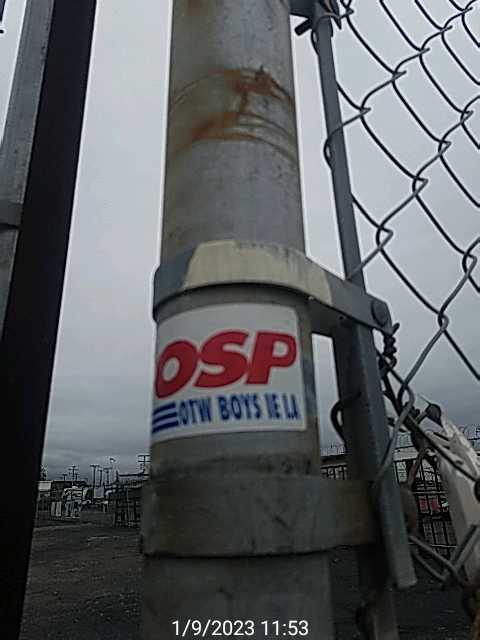 OSP
OTW BOYS IE LA
1/9/2023 11:53